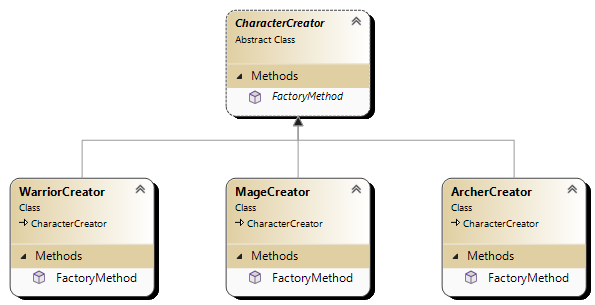 CharacterCreator
Abstract Class
Methods
FactoryMethod
WarriorCreator
Class
CharacterCreator
Methods
FactoryMethod
MageCreator
Class
CharacterCreator
Methods
FactoryMethod
ArcherCreator
Class
CharacterCreator
Methods
FactoryMethod